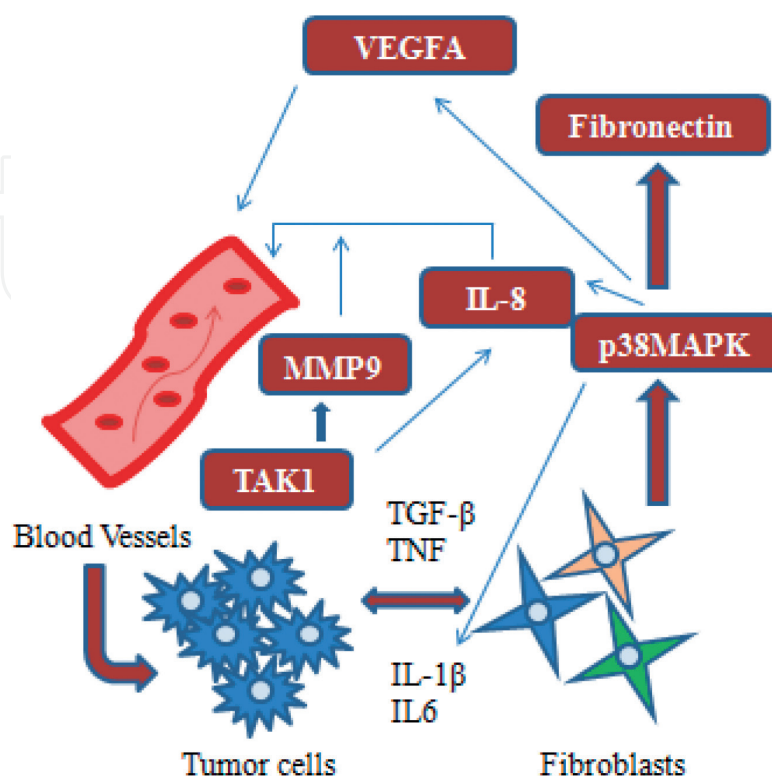 VEGFA
Fibronectin
IL-8
p38MAPK
MMP9
TAK1
TGF-β
TNF
Blood Vessels
IL-1β
IL6
Tumor cells
Fibroblasts